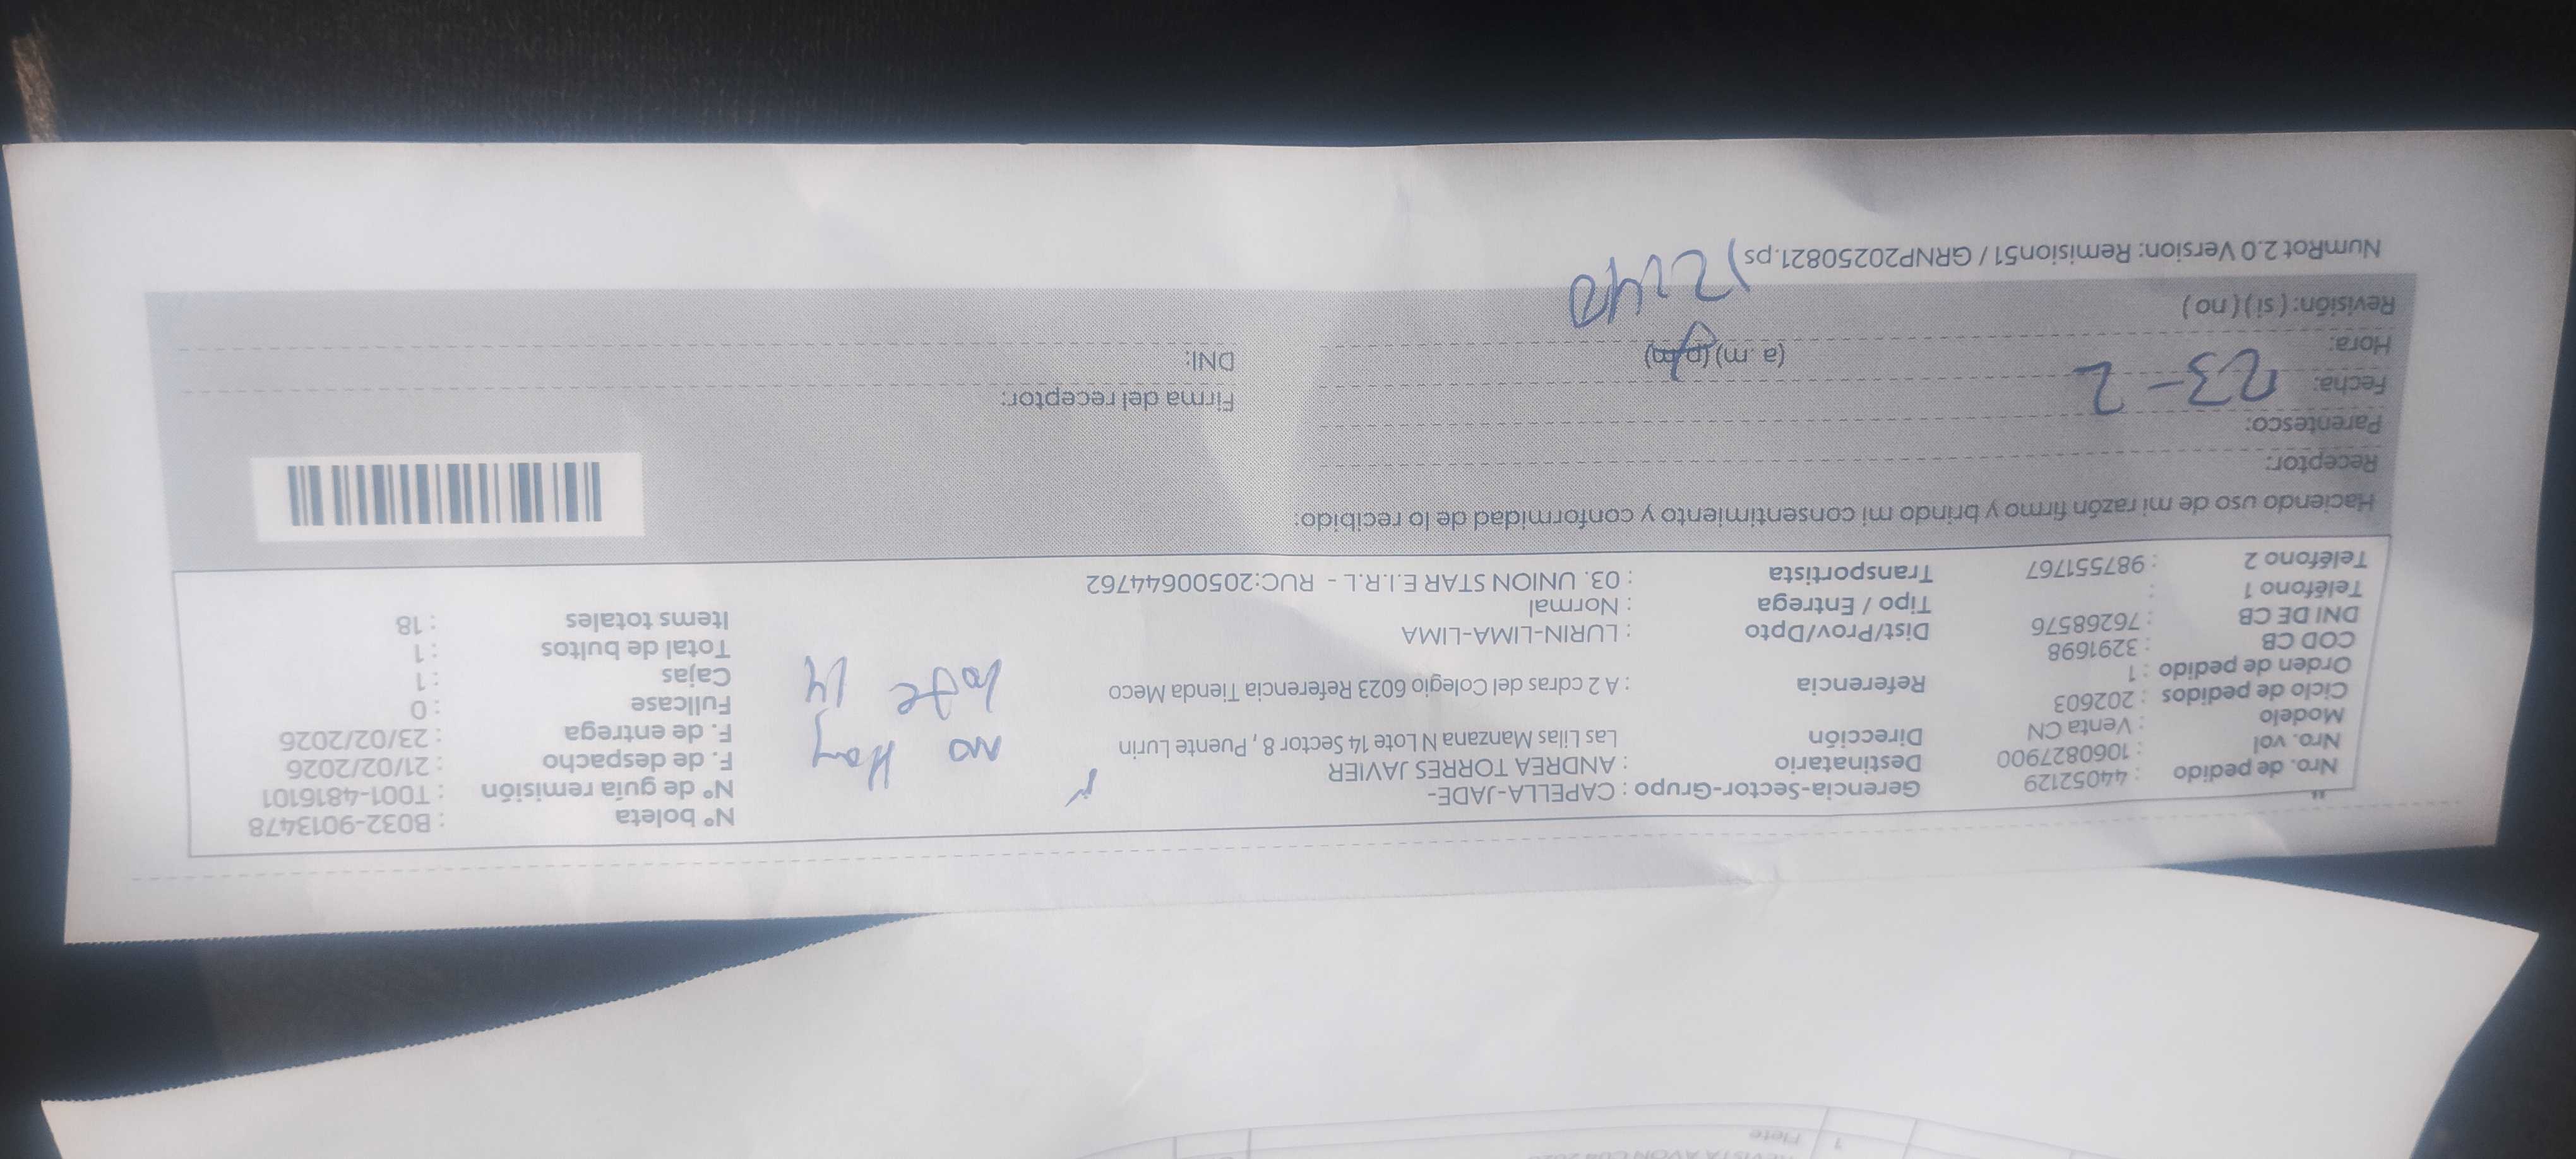 Nro. de pedido : 44052129
Nro. vol : 1060827900
Modelo : Venta CN
Ciclo de pedidos : 202603
Orden de pedido : 1
COD CB : 3291698
DNI DE CB : 76268576
Teléfono 1 :
Teléfono 2 : 987551767
Gerencia-Sector-Grupo : CAPELLA-JADE-
Destinatario : ANDREA TORRES JAVIER
Dirección Las Lilas Manzana N Lote 14 Sector 8 , Puente Lurin
Referencia : A 2 cdras del Colegio 6023 Referencia Tienda Meco
Dist/Prov/Dpto : LURIN-LIMA-LIMA
Tipo / Entrega : Normal
Transportista : 03. UNION STAR E.I.R.L - RUC:20500644762
no Hay
lote 14
N° boleta : B032-9013478
N° de guía remisión : T001-4816101
F. de despacho : 21/02/2026
F. de entrega : 23/02/2026
Fullcase : 0
Cajas : 1
Total de bultos : 1
Items totales : 18
Haciendo uso de mi razón firmo y brindo mi consentimiento y conformidad de lo recibido:
Receptor:
Parentesco:
Fecha: 23-2
Hora: (a. m) (p. m)
Revisión: ( si ) ( no )
Firma del receptor:
DNI:
NumRot 2.0 Version: Remision51 / GRNP20250821.ps
Flete